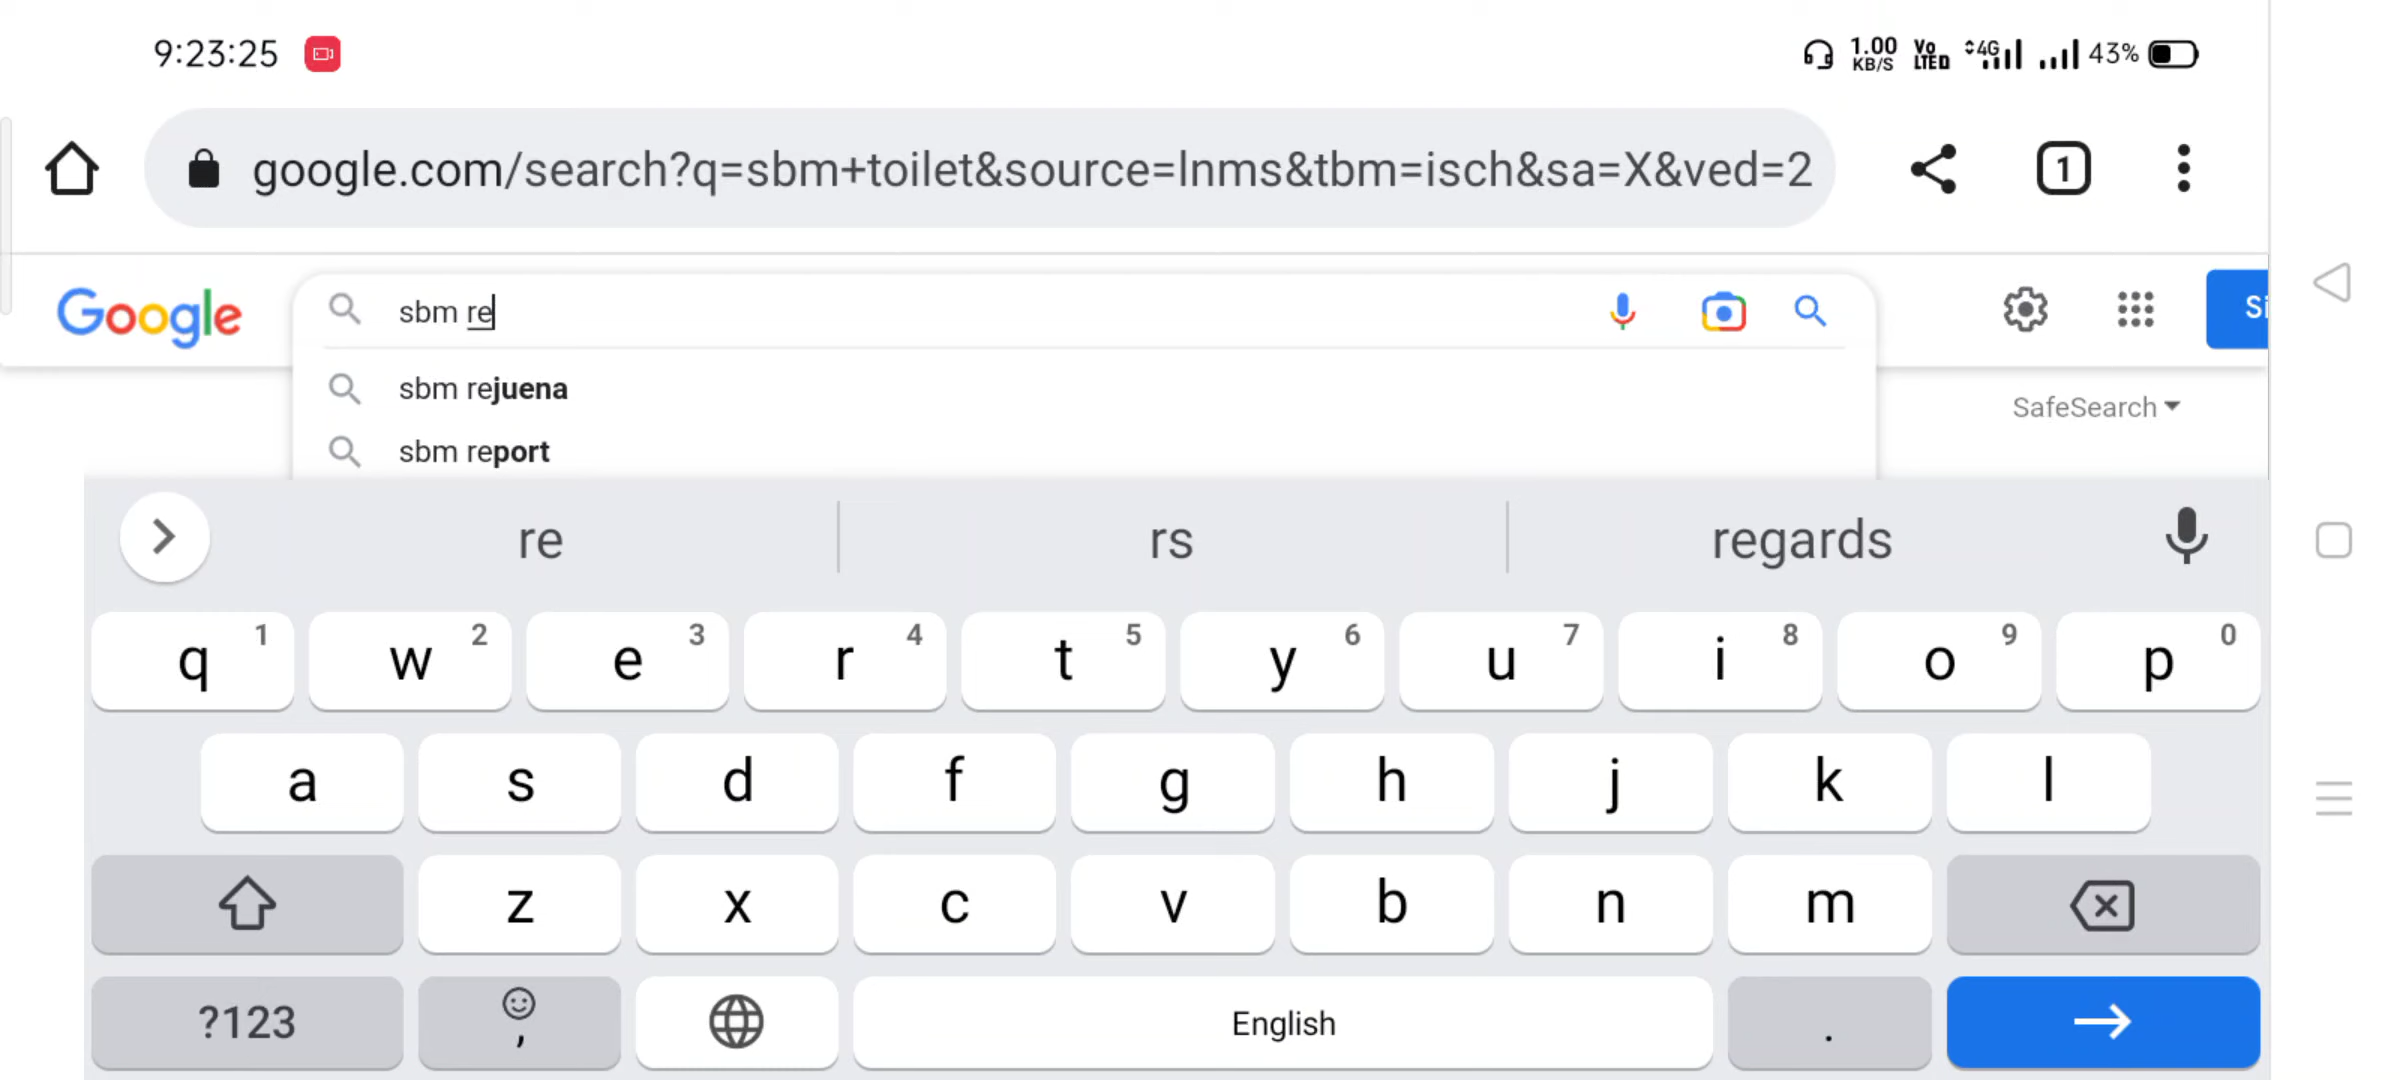 9:23:25 1.00 KB/S Vo LTE 4G 43%
google.com/search?q=sbm+toilet&source=lnms&tbm=isch&sa=X&ved=2 1
Google sbm re Si
sbm rejuena SafeSearch
sbm report
re rs regards
q 1 w 2 e 3 r 4 t 5 y 6 u 7 i 8 o 9 p 0
a s d f g h j k l
z x c v b n m
?123 , English .